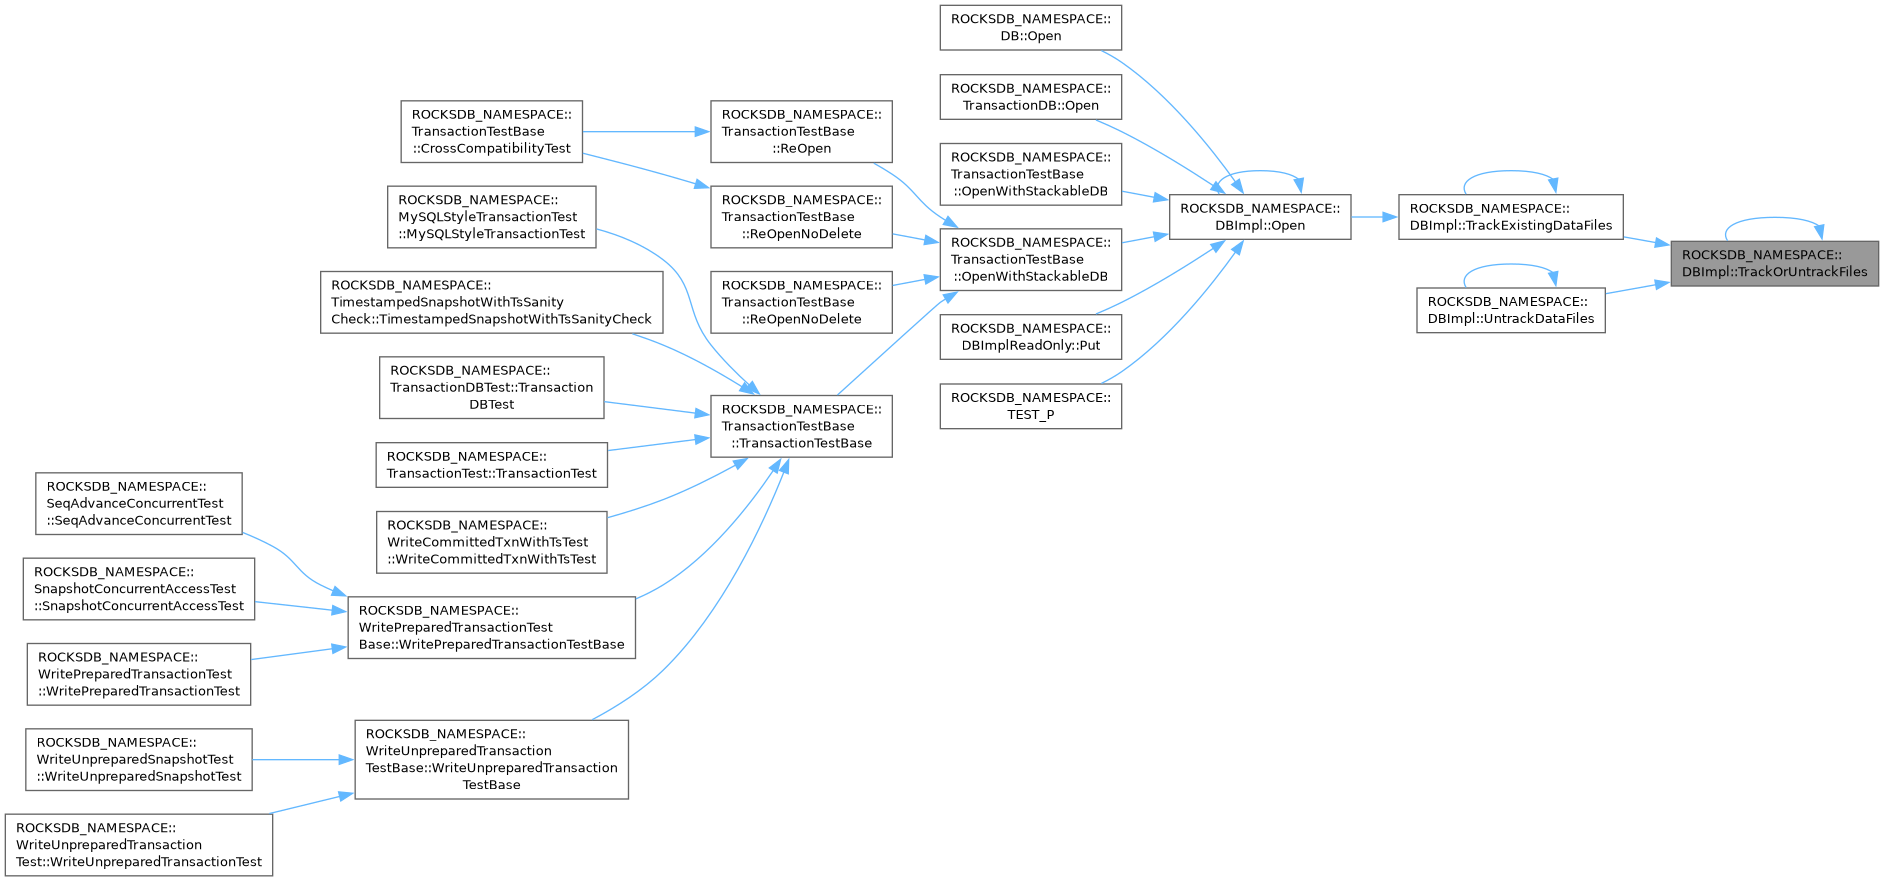 ROCKSDB_NAMESPACE::
DB::Open
ROCKSDB_NAMESPACE::
TransactionDB::Open
ROCKSDB_NAMESPACE::
TransactionTestBase
::CrossCompatibilityTest
ROCKSDB_NAMESPACE::
TransactionTestBase
::ReOpen
ROCKSDB_NAMESPACE::
TransactionTestBase
::OpenWithStackableDB
ROCKSDB_NAMESPACE::
MySQLStyleTransactionTest
::MySQLStyleTransactionTest
ROCKSDB_NAMESPACE::
TransactionTestBase
::ReOpenNoDelete
ROCKSDB_NAMESPACE::
DBImpl::Open
ROCKSDB_NAMESPACE::
DBImpl::TrackExistingDataFiles
ROCKSDB_NAMESPACE::
TransactionTestBase
::OpenWithStackableDB
ROCKSDB_NAMESPACE::
DBImpl::TrackOrUntrackFiles
ROCKSDB_NAMESPACE::
TimestampedSnapshotWithTsSanity
Check::TimestampedSnapshotWithTsSanityCheck
ROCKSDB_NAMESPACE::
TransactionTestBase
::ReOpenNoDelete
ROCKSDB_NAMESPACE::
DBImpl::UntrackDataFiles
ROCKSDB_NAMESPACE::
DBImplReadOnly::Put
ROCKSDB_NAMESPACE::
TransactionDBTest::Transaction
DBTest
ROCKSDB_NAMESPACE::
TEST_P
ROCKSDB_NAMESPACE::
TransactionTestBase
::TransactionTestBase
ROCKSDB_NAMESPACE::
TransactionTest::TransactionTest
ROCKSDB_NAMESPACE::
SeqAdvanceConcurrentTest
::SeqAdvanceConcurrentTest
ROCKSDB_NAMESPACE::
WriteCommittedTxnWithTsTest
::WriteCommittedTxnWithTsTest
ROCKSDB_NAMESPACE::
SnapshotConcurrentAccessTest
::SnapshotConcurrentAccessTest
ROCKSDB_NAMESPACE::
WritePreparedTransactionTest
Base::WritePreparedTransactionTestBase
ROCKSDB_NAMESPACE::
WritePreparedTransactionTest
::WritePreparedTransactionTest
ROCKSDB_NAMESPACE::
WriteUnpreparedTransaction
TestBase::WriteUnpreparedTransaction
TestBase
ROCKSDB_NAMESPACE::
WriteUnpreparedSnapshotTest
::WriteUnpreparedSnapshotTest
ROCKSDB_NAMESPACE::
WriteUnpreparedTransaction
Test::WriteUnpreparedTransactionTest